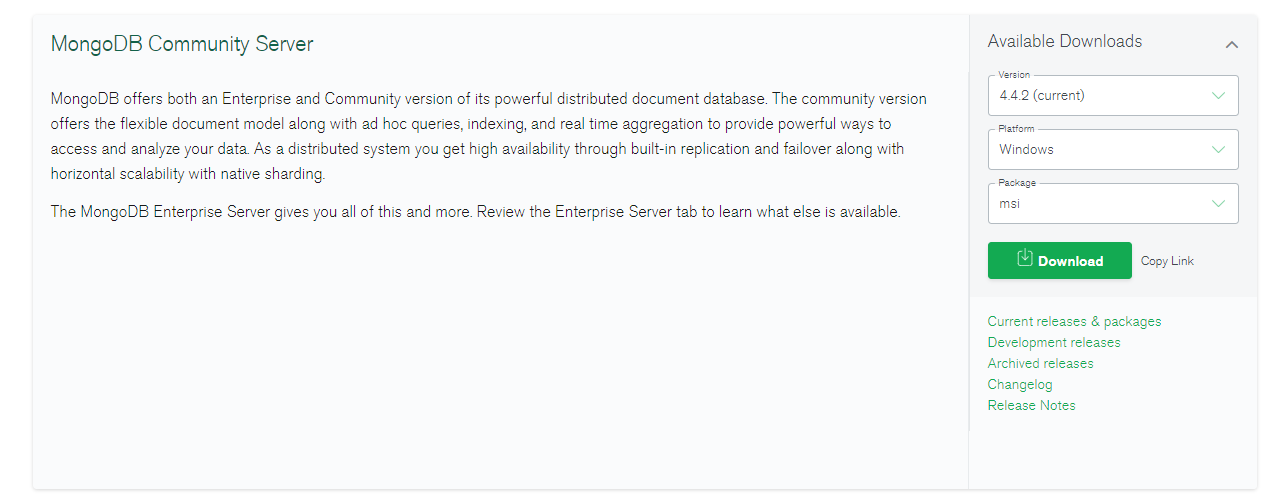 MongoDB Community Server
MongoDB offers both an Enterprise and Community version of its powerful distributed document database. The community version
offers the flexible document model along with ad hoc queries, indexing, and real time aggregation to provide powerful ways to
access and analyze your data. As a distributed system you get high availability through built-in replication and failover along with
horizontal scalability with native sharding.
The MongoDB Enterprise Server gives you all of this and more. Review the Enterprise Server tab to learn what else is available.
Available Downloads
Version
4.4.2 (current)
Platform
Windows
Package
msi
Download Copy Link
Current releases & packages
Development releases
Archived releases
Changelog
Release Notes